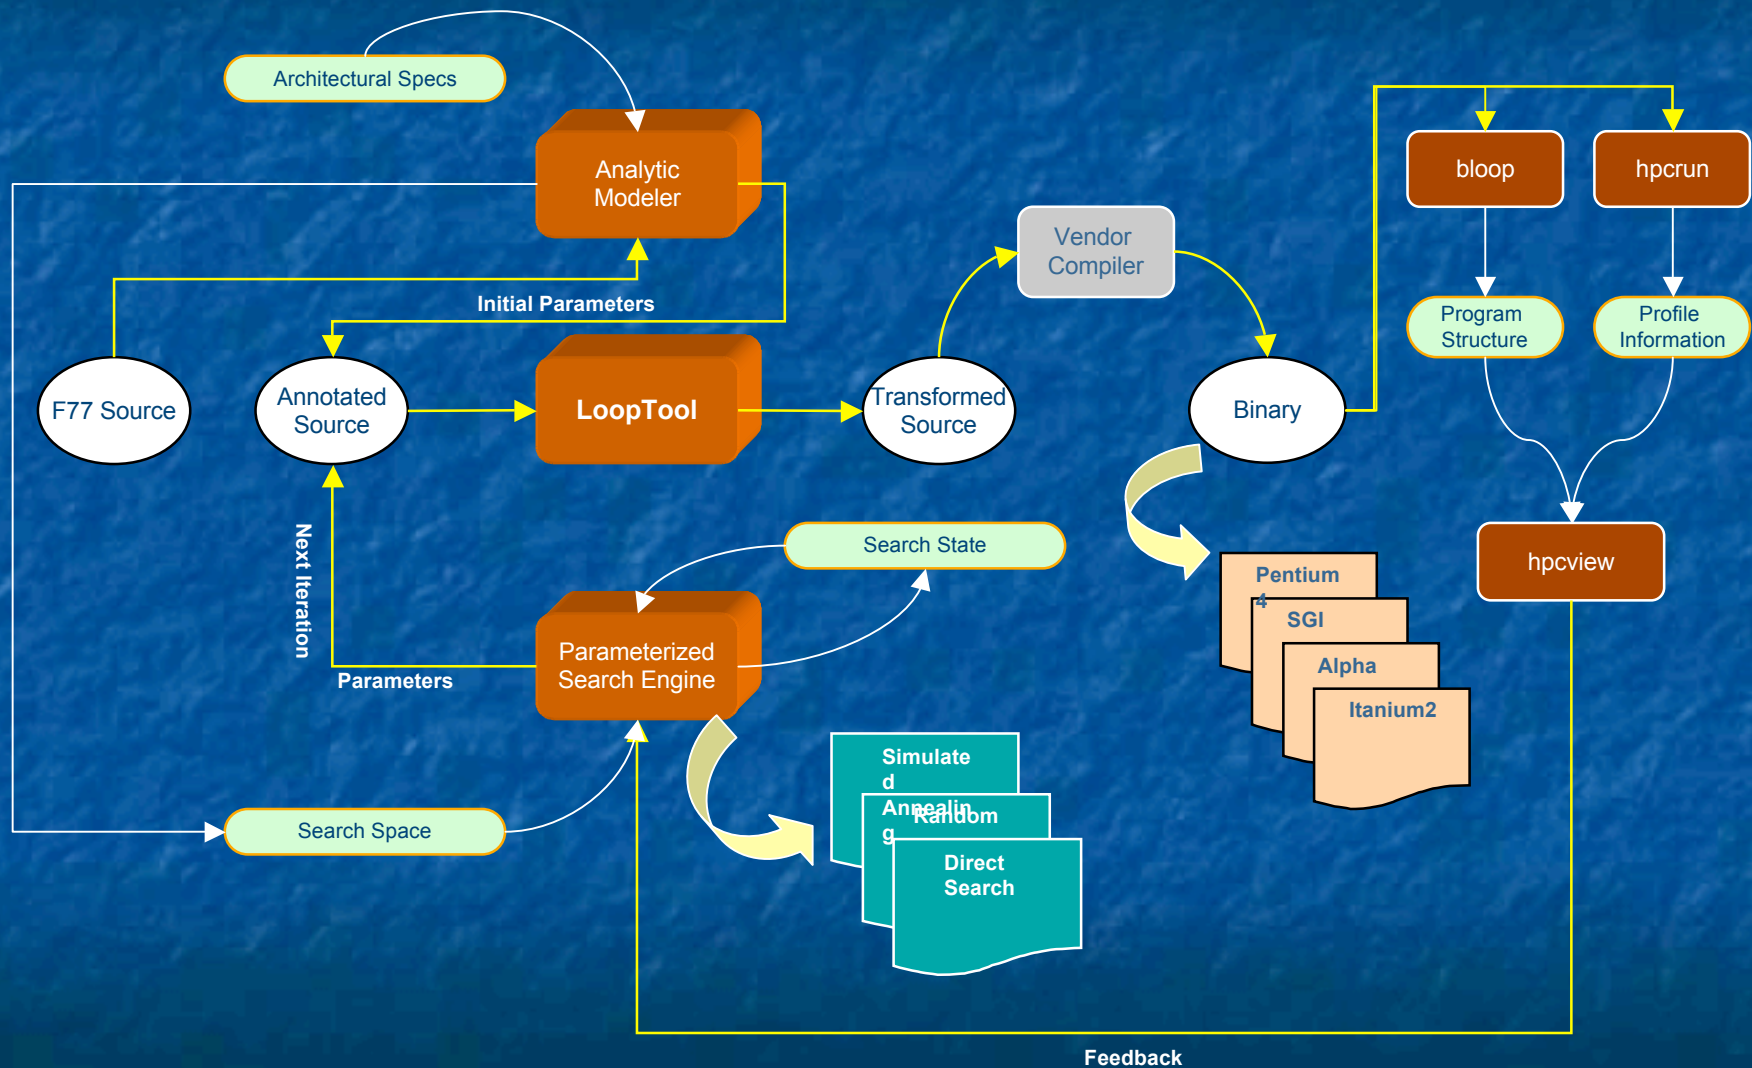 Architectural Specs
Analytic
Modeler
bloop
hpcrun
Vendor
Compiler
Initial Parameters
Program
Structure
Profile
Information
F77 Source
Annotated
Source
LoopTool
Transformed
Source
Binary
Next Iteration
Search State
hpcview
Pentium
4
SGI
Alpha
Itanium2
Parameterized
Search Engine
Parameters
Search Space
Simulate
d
Annealin
g
Random
Direct
Search
Feedback